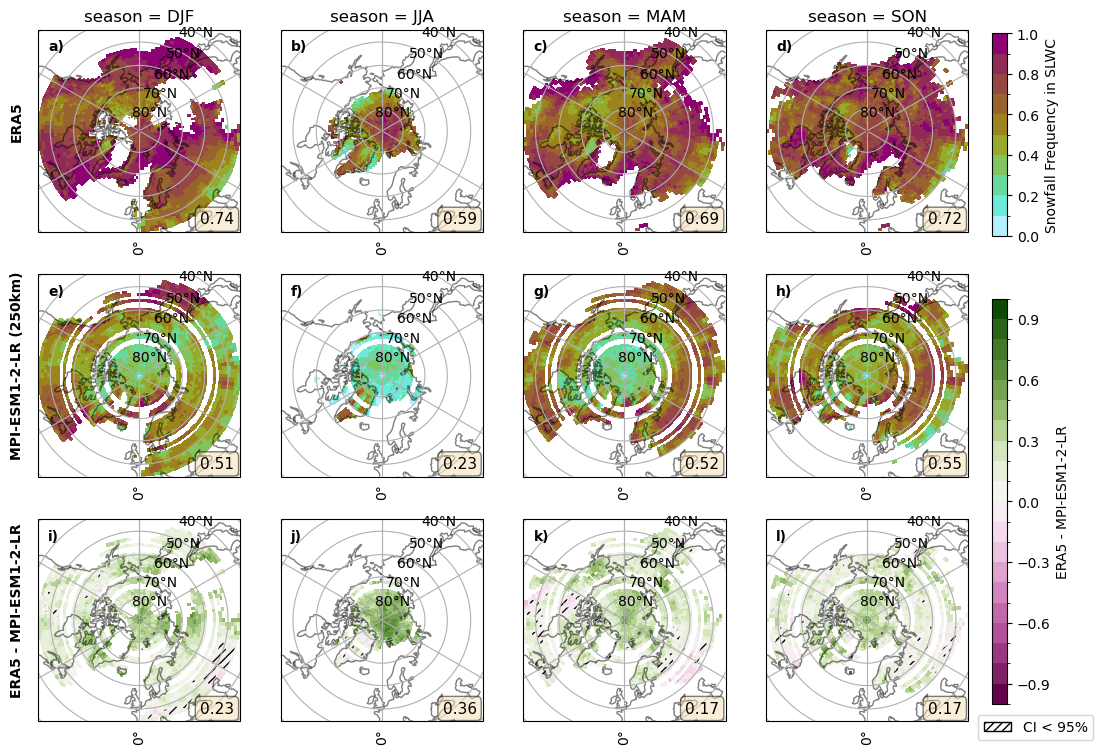 season = DJF
season = JJA
season = MAM
season = SON
ERA5
a)
40°N
50°N
60°N
70°N
80°N
0.74
0°
b)
40°N
50°N
60°N
70°N
80°N
0.59
0°
c)
40°N
50°N
60°N
70°N
80°N
0.69
0°
d)
40°N
50°N
60°N
70°N
80°N
0.72
0°
1.0
0.8
0.6
0.4
0.2
0.0
Snowfall Frequency in SLWC
MPI-ESM1-2-LR (250km)
e)
40°N
50°N
60°N
70°N
80°N
0.51
0°
f)
40°N
50°N
60°N
70°N
80°N
0.23
0°
g)
40°N
50°N
60°N
70°N
80°N
0.52
0°
h)
40°N
50°N
60°N
70°N
80°N
0.55
0°
ERA5 - MPI-ESM1-2-LR
i)
40°N
50°N
60°N
70°N
80°N
0.23
0°
j)
40°N
50°N
60°N
70°N
80°N
0.36
0°
k)
40°N
50°N
60°N
70°N
80°N
0.17
0°
l)
40°N
50°N
60°N
70°N
80°N
0.17
0°
0.9
0.6
0.3
0.0
−0.3
−0.6
−0.9
ERA5 - MPI-ESM1-2-LR
CI < 95%